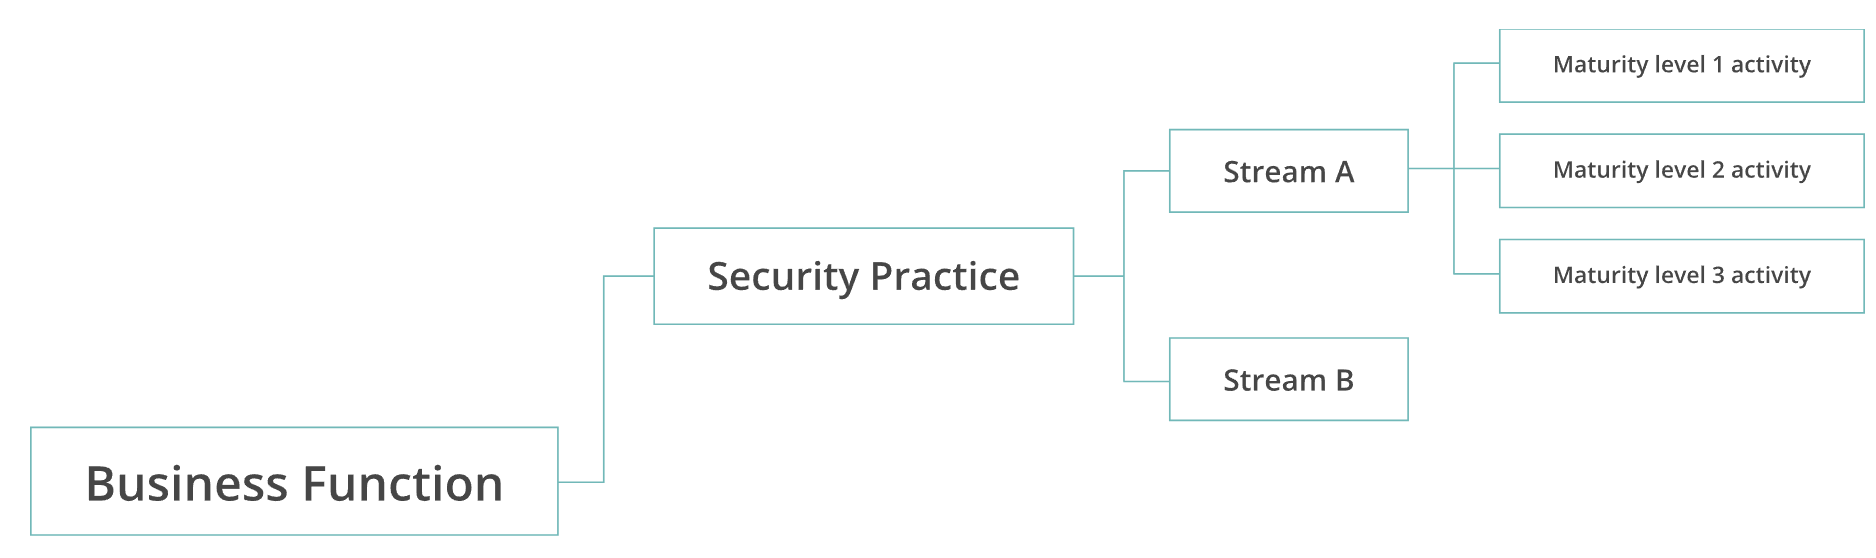 Maturity level 1 activity
Stream A
Maturity level 2 activity
Security Practice
Maturity level 3 activity
Stream B
Business Function